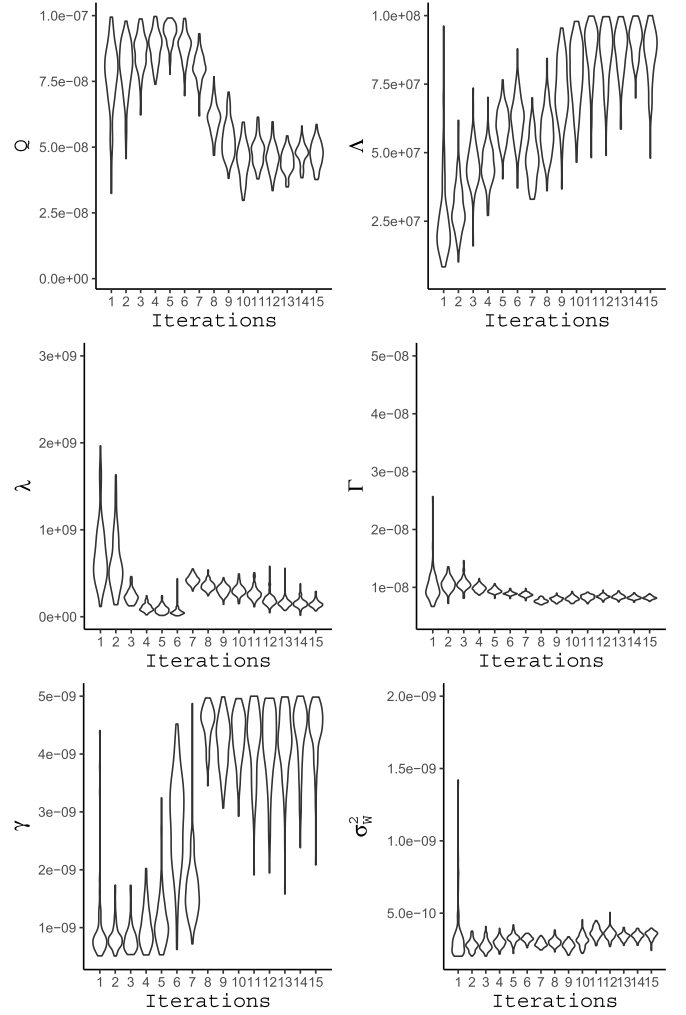 1.0e−07
7.5e−08
5.0e−08
2.5e−08
0.0e+00
Q
1 2 3 4 5 6 7 8 9 10 11 12 13 14 15
Iterations
1.0e+08
7.5e+07
5.0e+07
2.5e+07
Λ
1 2 3 4 5 6 7 8 9 10 11 12 13 14 15
Iterations
3e+09
2e+09
1e+09
0e+00
λ
1 2 3 4 5 6 7 8 9 10 11 12 13 14 15
Iterations
5e−08
4e−08
3e−08
2e−08
1e−08
Γ
1 2 3 4 5 6 7 8 9 10 11 12 13 14 15
Iterations
5e−09
4e−09
3e−09
2e−09
1e−09
γ
1 2 3 4 5 6 7 8 9 10 11 12 13 14 15
Iterations
2.0e−09
1.5e−09
1.0e−09
5.0e−10
σ²_W
1 2 3 4 5 6 7 8 9 10 11 12 13 14 15
Iterations